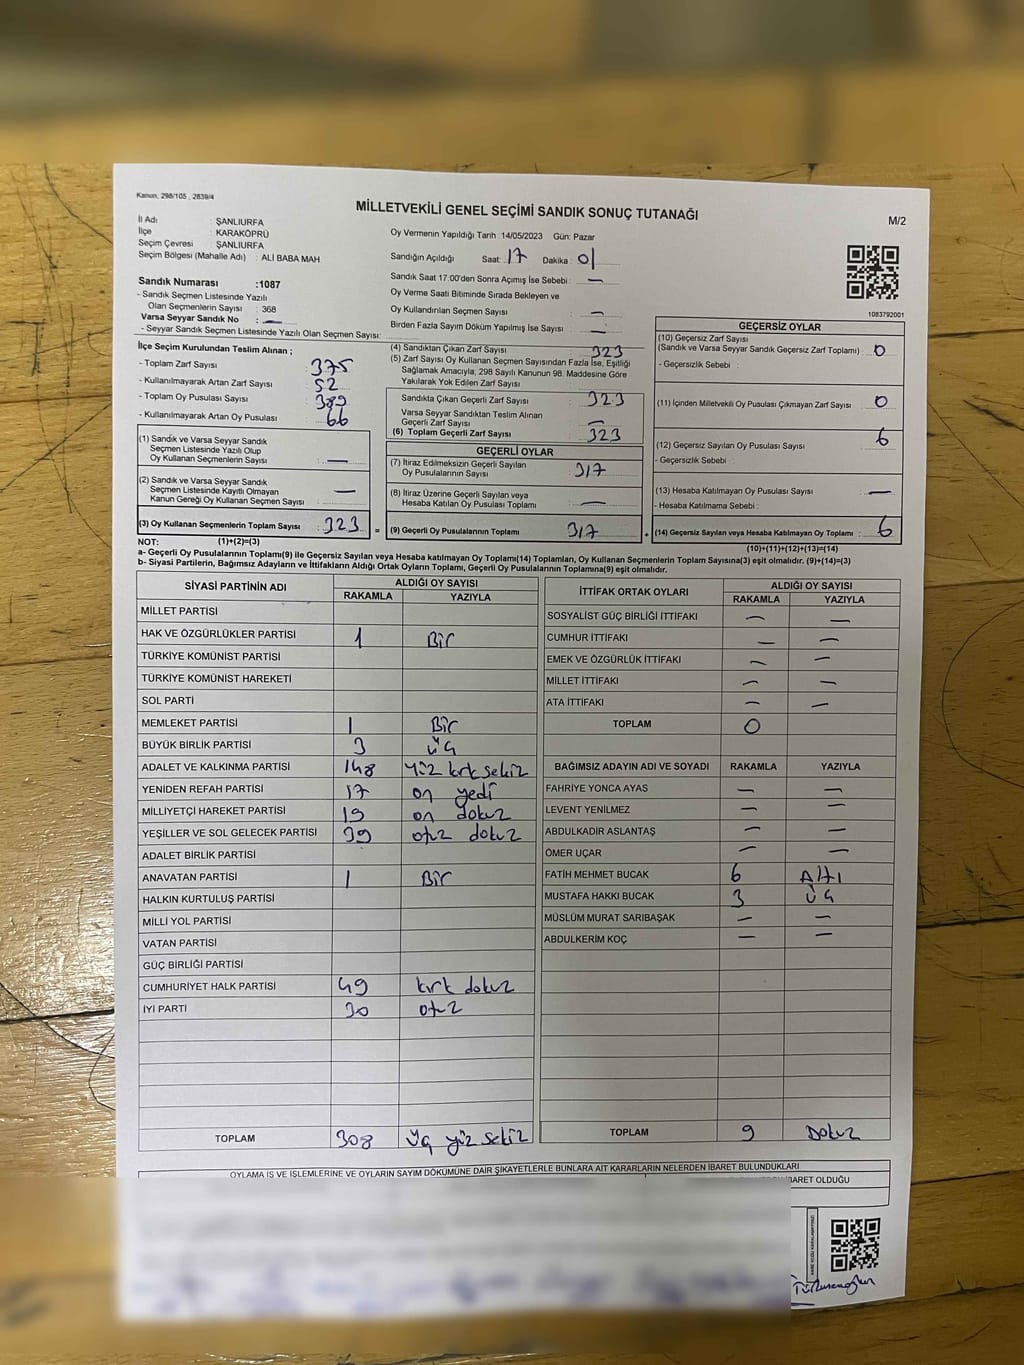 Kanun, 298/105 , 2839/4
MİLLETVEKİLİ GENEL SEÇİMİ SANDIK SONUÇ TUTANAĞI
M/2
İl Adı : ŞANLIURFA
İlçe : KARAKÖPRÜ
Seçim Çevresi : ŞANLIURFA
Seçim Bölgesi (Mahalle Adı) : ALİ BABA MAH.
Oy Vermenin Yapıldığı Tarih :14/05/2023 Gün: Pazar
Sandığın Açıldığı Saat: 17 Dakika: 01
Sandık Saat 17:00'den Sonra Açımış İse Sebebi : —
Oy Verme Saati Bitiminde Sırada Bekleyen ve
Oy Kullandırılan Seçmen Sayısı : —
Birden Fazla Sayım Döküm Yapılmış İse Sayısı : —
Sandık Numarası :1087
- Sandık Seçmen Listesinde Yazılı
Olan Seçmenlerin Sayısı : 368
Varsa Seyyar Sandık No : —
- Seyyar Sandık Seçmen Listesinde Yazılı Olan Seçmen Sayısı:
1083792001
İlçe Seçim Kurulundan Teslim Alınan ;
- Toplam Zarf Sayısı : 375
- Kullanılmayarak Artan Zarf Sayısı : 52
- Toplam Oy Pusulası Sayısı : 389
- Kullanılmayarak Artan Oy Pusulası : 66
(1) Sandık ve Varsa Seyyar Sandık
Seçmen Listesinde Yazılı Olup
Oy Kullanan Seçmenlerin Sayısı : —
(2) Sandık ve Varsa Seyyar Sandık
Seçmen Listesinde Kayıtlı Olmayan
Kanun Gereği Oy Kullanan Seçmen Sayısı : —
(3) Oy Kullanan Seçmenlerin Toplam Sayısı : 323 =
(4) Sandıktan Çıkan Zarf Sayısı : 323
(5) Zarf Sayısı Oy Kullanan Seçmen Sayısından Fazla İse, Eşitliği
Sağlamak Amacıyla, 298 Sayılı Kanunun 98. Maddesine Göre
Yakılarak Yok Edilen Zarf Sayısı :
Sandıkta Çıkan Geçerli Zarf Sayısı : 323
Varsa Seyyar Sandıktan Teslim Alınan
Geçerli Zarf Sayısı : —
(6) Toplam Geçerli Zarf Sayısı : 323
GEÇERLİ OYLAR
(7) İtiraz Edilmeksizin Geçerli Sayılan
Oy Pusulalarının Sayısı : 317
(8) İtiraz Üzerine Geçerli Sayılan veya
Hesaba Katılan Oy Pusulası Toplamı : —
(9) Geçerli Oy Pusulalarının Toplamı : 317 +
GEÇERSİZ OYLAR
(10) Geçersiz Zarf Sayısı
(Sandık ve Varsa Seyyar Sandık Geçersiz Zarf Toplamı) : 0
- Geçersizlik Sebebi :
(11) İçinden Milletvekili Oy Pusulası Çıkmayan Zarf Sayısı : 0
(12) Geçersiz Sayılan Oy Pusulası Sayısı : 6
- Geçersizlik Sebebi :
(13) Hesaba Katılmayan Oy Pusulası Sayısı : —
- Hesaba Katılmama Sebebi :
(14) Geçersiz Sayılan veya Hesaba Katılmayan Oy Toplamı : 6
NOT: (1)+(2)=(3) (10)+(11)+(12)+(13)=(14)
a- Geçerli Oy Pusulalarının Toplamı(9) ile Geçersiz Sayılan veya Hesaba katılmayan Oy Toplamı(14) Toplamları, Oy Kullanan Seçmenlerin Toplam Sayısına(3) eşit olmalıdır. (9)+(14)=(3)
b- Siyasi Partilerin, Bağımsız Adayların ve İttifakların Aldığı Ortak Oyların Toplamı, Geçerli Oy Pusulalarının Toplamına(9) eşit olmalıdır.
SİYASİ PARTİNİN ADI ALDIĞI OY SAYISI
RAKAMLA YAZIYLA
MİLLET PARTİSİ
HAK VE ÖZGÜRLÜKLER PARTİSİ 1 Bir
TÜRKİYE KOMÜNİST PARTİSİ
TÜRKİYE KOMÜNİST HAREKETİ
SOL PARTİ
MEMLEKET PARTİSİ 1 Bir
BÜYÜK BİRLİK PARTİSİ 3 üç
ADALET VE KALKINMA PARTİSİ 148 Yüz kırk sekiz
YENİDEN REFAH PARTİSİ 17 on yedi
MİLLİYETÇİ HAREKET PARTİSİ 19 on dokuz
YEŞİLLER VE SOL GELECEK PARTİSİ 39 otuz dokuz
ADALET BİRLİK PARTİSİ
ANAVATAN PARTİSİ 1 Bir
HALKIN KURTULUŞ PARTİSİ
MİLLİ YOL PARTİSİ
VATAN PARTİSİ
GÜÇ BİRLİĞİ PARTİSİ
CUMHURİYET HALK PARTİSİ 49 kırk dokuz
İYİ PARTİ 30 otuz
TOPLAM 308 üç yüz sekiz
İTTİFAK ORTAK OYLARI ALDIĞI OY SAYISI
RAKAMLA YAZIYLA
SOSYALİST GÜÇ BİRLİĞİ İTTİFAKI — —
CUMHUR İTTİFAKI — —
EMEK VE ÖZGÜRLÜK İTTİFAKI — —
MİLLET İTTİFAKI — —
ATA İTTİFAKI — —
TOPLAM 0
BAĞIMSIZ ADAYIN ADI VE SOYADI RAKAMLA YAZIYLA
FAHRİYE YONCA AYAS — —
LEVENT YENİLMEZ — —
ABDULKADİR ASLANTAŞ — —
ÖMER UÇAR — —
FATİH MEHMET BUCAK 6 Altı
MUSTAFA HAKKI BUCAK 3 üç
MÜSLÜM MURAT SARIBAŞAK — —
ABDULKERİM KOÇ — —
TOPLAM 9 Dokuz
OYLAMA İŞ VE İŞLEMLERİNE VE OYLARIN SAYIM DÖKÜMÜNE DAİR ŞİKAYETLERLE BUNLARA AİT KARARLARIN NELERDEN İBARET BULUNDUKLARI
İBARET OLDUĞU